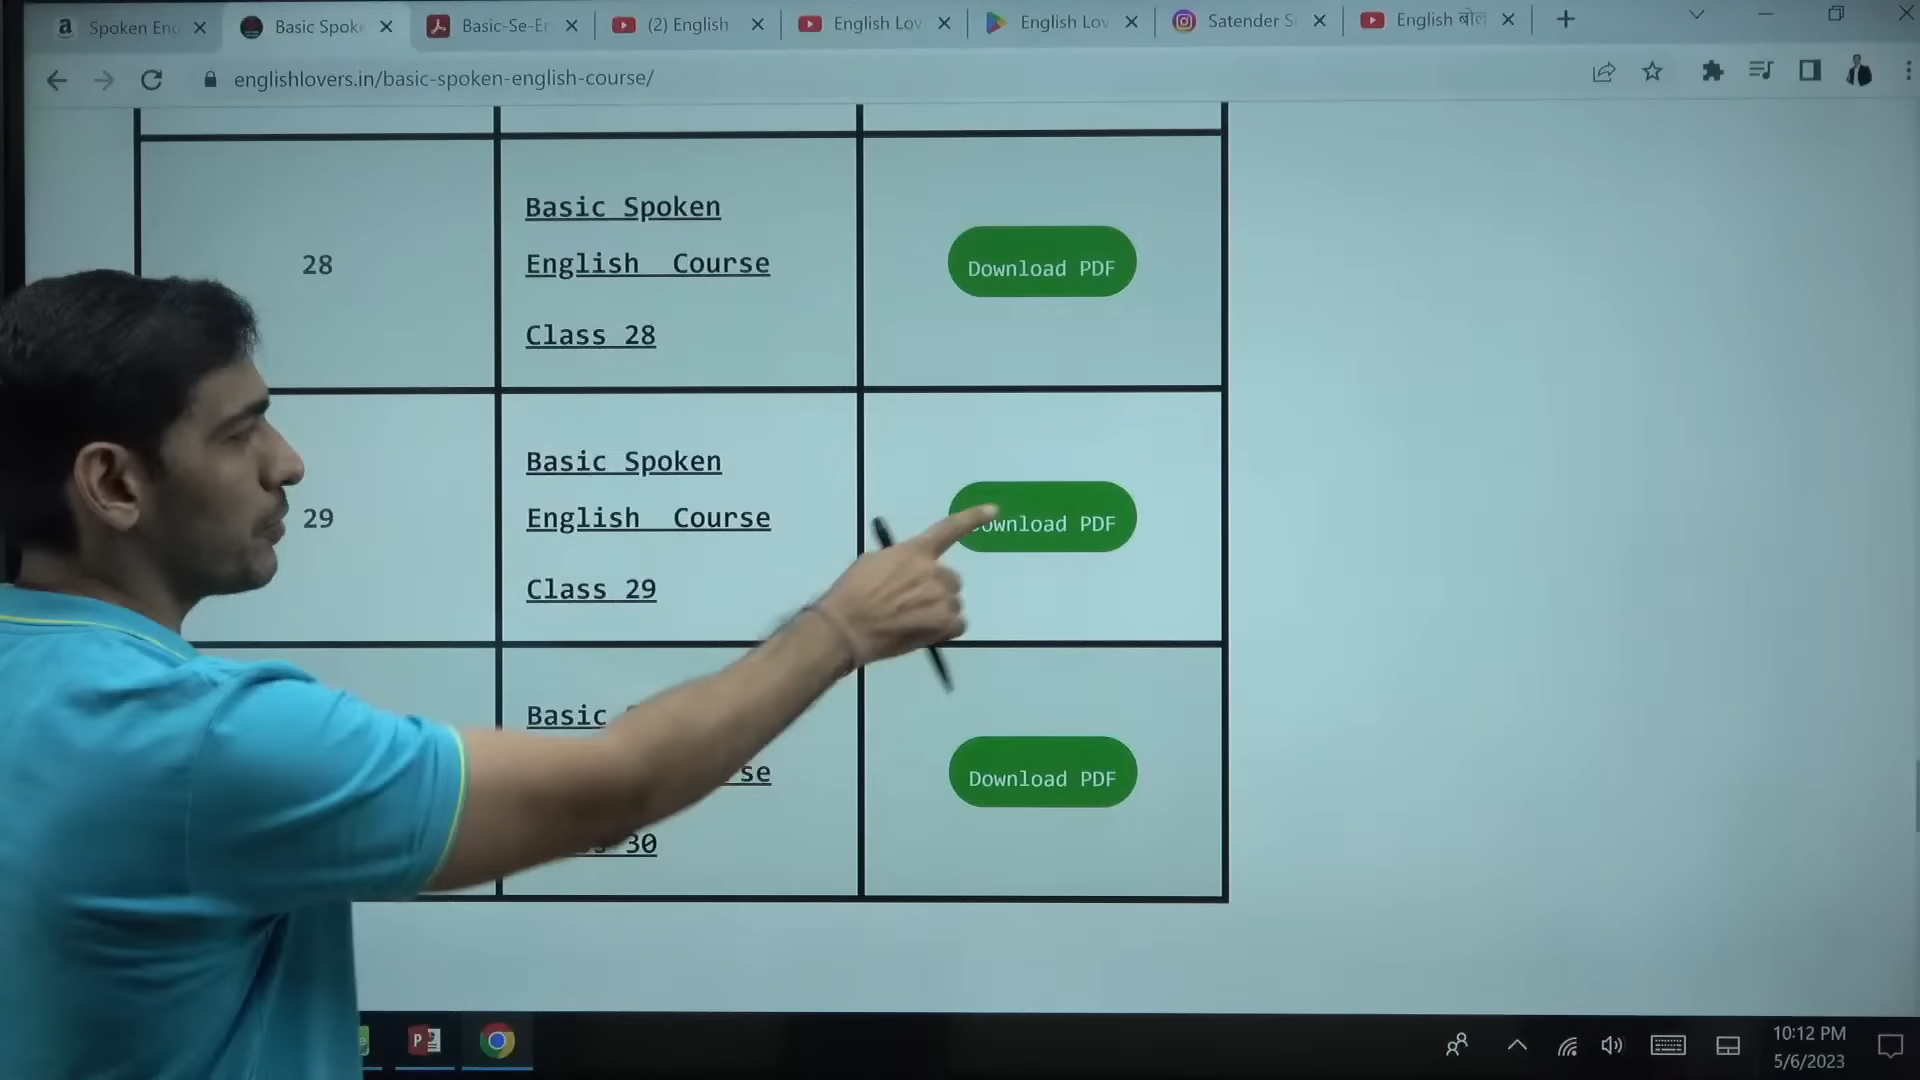 Spoken Eng
Basic Spoke
Basic-Se-En
(2) English
English Lov
English Lov
Satender S
English बोल
englishlovers.in/basic-spoken-english-course/
28
Basic Spoken
English Course
Class 28
Download PDF
29
Basic Spoken
English Course
Class 29
Download PDF
Basic
se
30
Download PDF
10:12 PM
5/6/2023